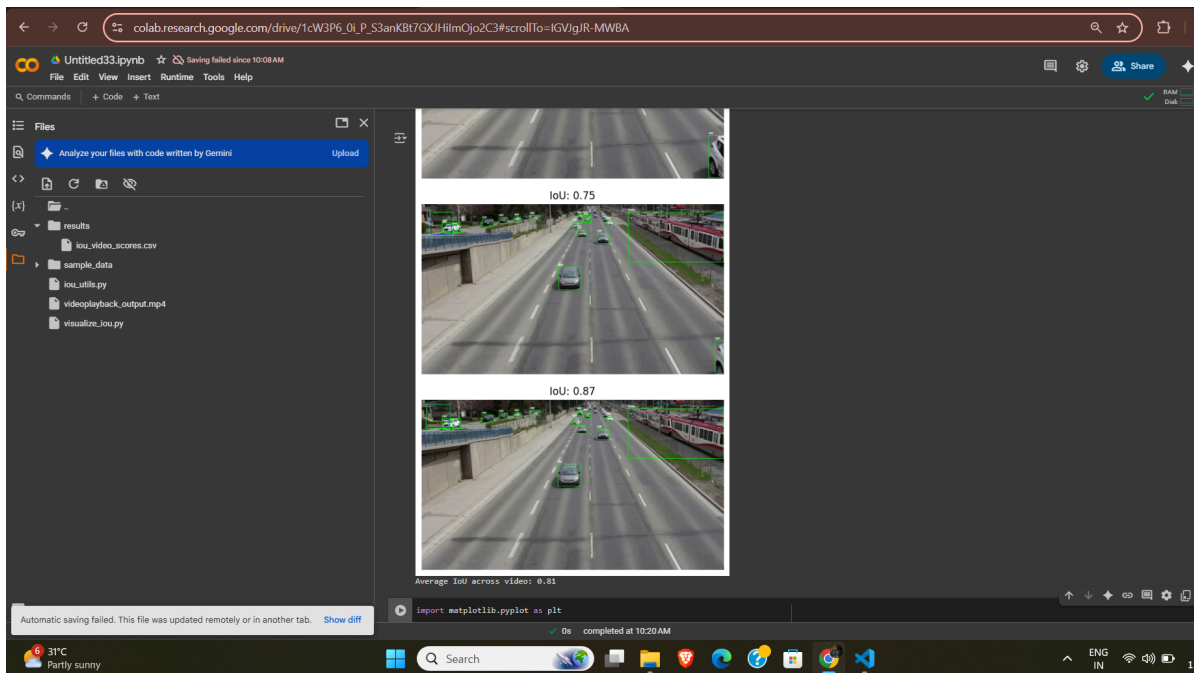 colab.research.google.com/drive/1cW3P6_0i_P_S3anKBt7GXJHiImOjo2C3#scrollTo=IGVJgJR-MWBA
Untitled33.ipynb Saving failed since 10:08 AM
File Edit View Insert Runtime Tools Help
Share
Commands + Code + Text
RAM
Disk
Files
Analyze your files with code written by Gemini Upload
{x}
..
results
iou_video_scores.csv
sample_data
iou_utils.py
videoplayback_output.mp4
visualize_iou.py
IoU: 0.75
IoU: 0.87
Average IoU across video: 0.81
import matplotlib.pyplot as plt
Automatic saving failed. This file was updated remotely or in another tab. Show diff
0s completed at 10:20 AM
6
31°C
Partly sunny
Search
ENG
IN